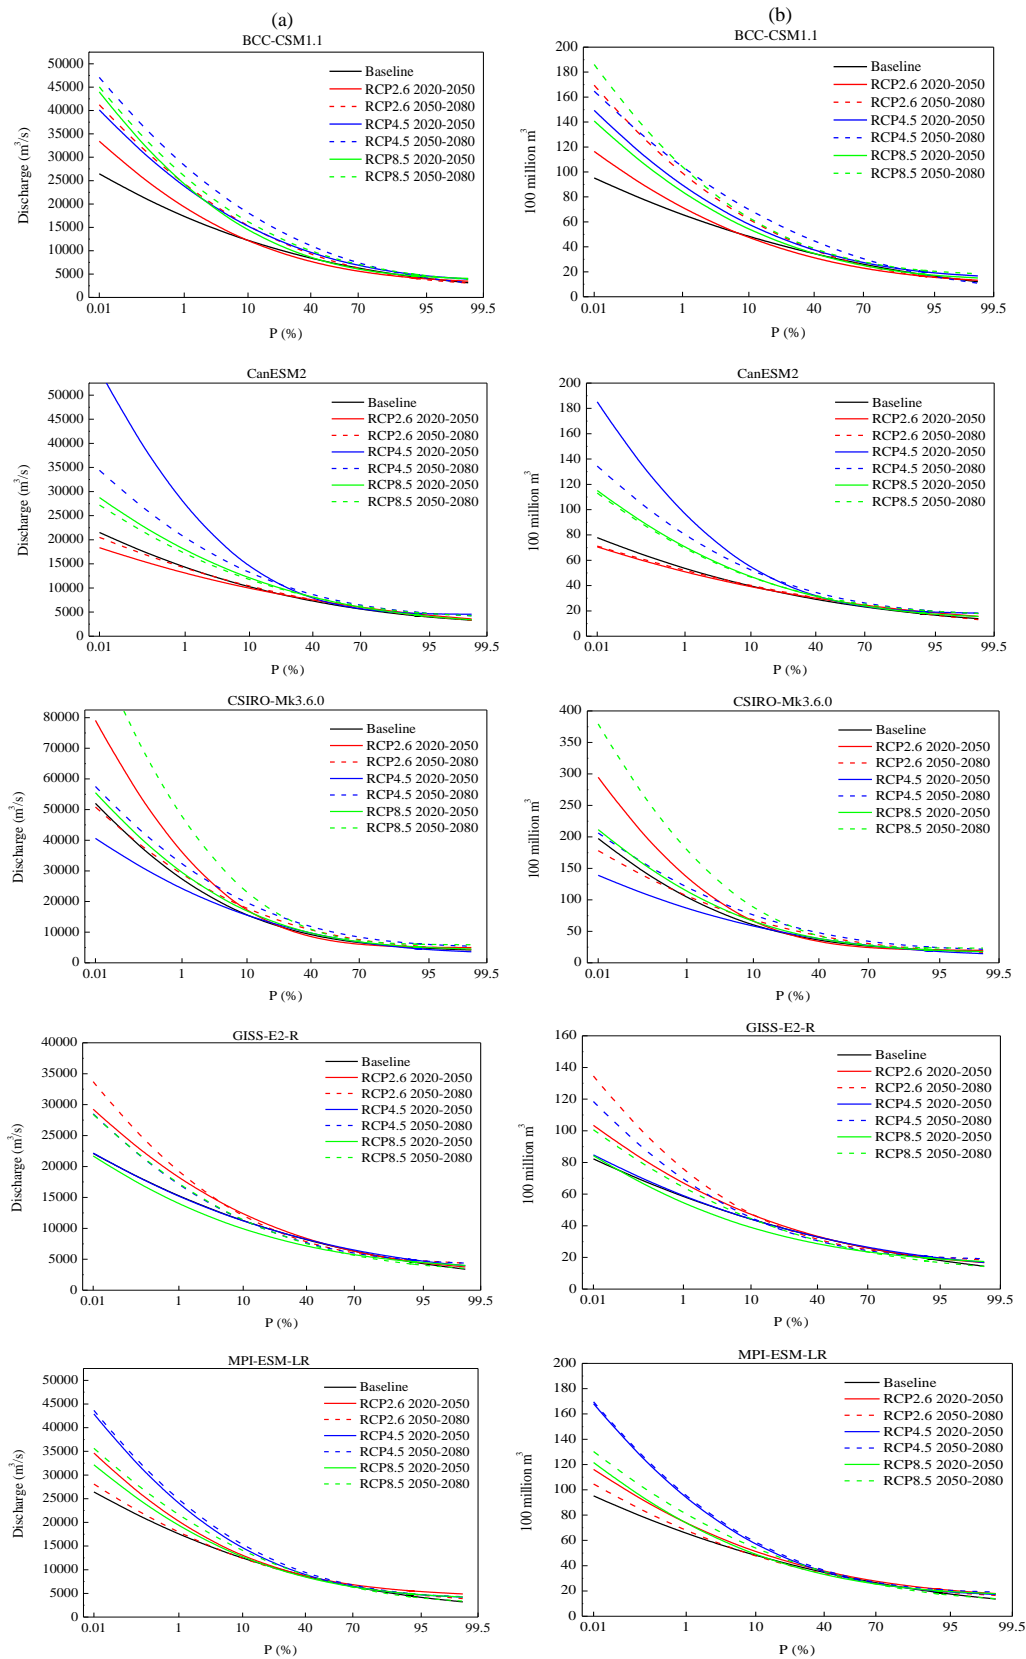 (a)
BCC-CSM1.1
50000
45000
40000
35000
30000
25000
20000
15000
10000
5000
0
Discharge (m³/s)
Baseline
RCP2.6 2020-2050
RCP2.6 2050-2080
RCP4.5 2020-2050
RCP4.5 2050-2080
RCP8.5 2020-2050
RCP8.5 2050-2080
0.01 1 10 40 70 95 99.5
P (%)
(b)
BCC-CSM1.1
200
180
160
140
120
100
80
60
40
20
0
100 million m³
Baseline
RCP2.6 2020-2050
RCP2.6 2050-2080
RCP4.5 2020-2050
RCP4.5 2050-2080
RCP8.5 2020-2050
RCP8.5 2050-2080
0.01 1 10 40 70 95 99.5
P (%)
CanESM2
50000
45000
40000
35000
30000
25000
20000
15000
10000
5000
0
Discharge (m³/s)
Baseline
RCP2.6 2020-2050
RCP2.6 2050-2080
RCP4.5 2020-2050
RCP4.5 2050-2080
RCP8.5 2020-2050
RCP8.5 2050-2080
0.01 1 10 40 70 95 99.5
P (%)
CanESM2
200
180
160
140
120
100
80
60
40
20
0
100 million m³
Baseline
RCP2.6 2020-2050
RCP2.6 2050-2080
RCP4.5 2020-2050
RCP4.5 2050-2080
RCP8.5 2020-2050
RCP8.5 2050-2080
0.01 1 10 40 70 95 99.5
P (%)
CSIRO-Mk3.6.0
80000
70000
60000
50000
40000
30000
20000
10000
0
Discharge (m³/s)
Baseline
RCP2.6 2020-2050
RCP2.6 2050-2080
RCP4.5 2020-2050
RCP4.5 2050-2080
RCP8.5 2020-2050
RCP8.5 2050-2080
0.01 1 10 40 70 95 99.5
P (%)
CSIRO-Mk3.6.0
400
350
300
250
200
150
100
50
0
100 million m³
Baseline
RCP2.6 2020-2050
RCP2.6 2050-2080
RCP4.5 2020-2050
RCP4.5 2050-2080
RCP8.5 2020-2050
RCP8.5 2050-2080
0.01 1 10 40 70 95 99.5
P (%)
GISS-E2-R
40000
35000
30000
25000
20000
15000
10000
5000
0
Discharge (m³/s)
Baseline
RCP2.6 2020-2050
RCP2.6 2050-2080
RCP4.5 2020-2050
RCP4.5 2050-2080
RCP8.5 2020-2050
RCP8.5 2050-2080
0.01 1 10 40 70 95 99.5
P (%)
GISS-E2-R
160
140
120
100
80
60
40
20
0
100 million m³
Baseline
RCP2.6 2020-2050
RCP2.6 2050-2080
RCP4.5 2020-2050
RCP4.5 2050-2080
RCP8.5 2020-2050
RCP8.5 2050-2080
0.01 1 10 40 70 95 99.5
P (%)
MPI-ESM-LR
50000
45000
40000
35000
30000
25000
20000
15000
10000
5000
0
Discharge (m³/s)
Baseline
RCP2.6 2020-2050
RCP2.6 2050-2080
RCP4.5 2020-2050
RCP4.5 2050-2080
RCP8.5 2020-2050
RCP8.5 2050-2080
0.01 1 10 40 70 95 99.5
P (%)
MPI-ESM-LR
200
180
160
140
120
100
80
60
40
20
0
100 million m³
Baseline
RCP2.6 2020-2050
RCP2.6 2050-2080
RCP4.5 2020-2050
RCP4.5 2050-2080
RCP8.5 2020-2050
RCP8.5 2050-2080
0.01 1 10 40 70 95 99.5
P (%)